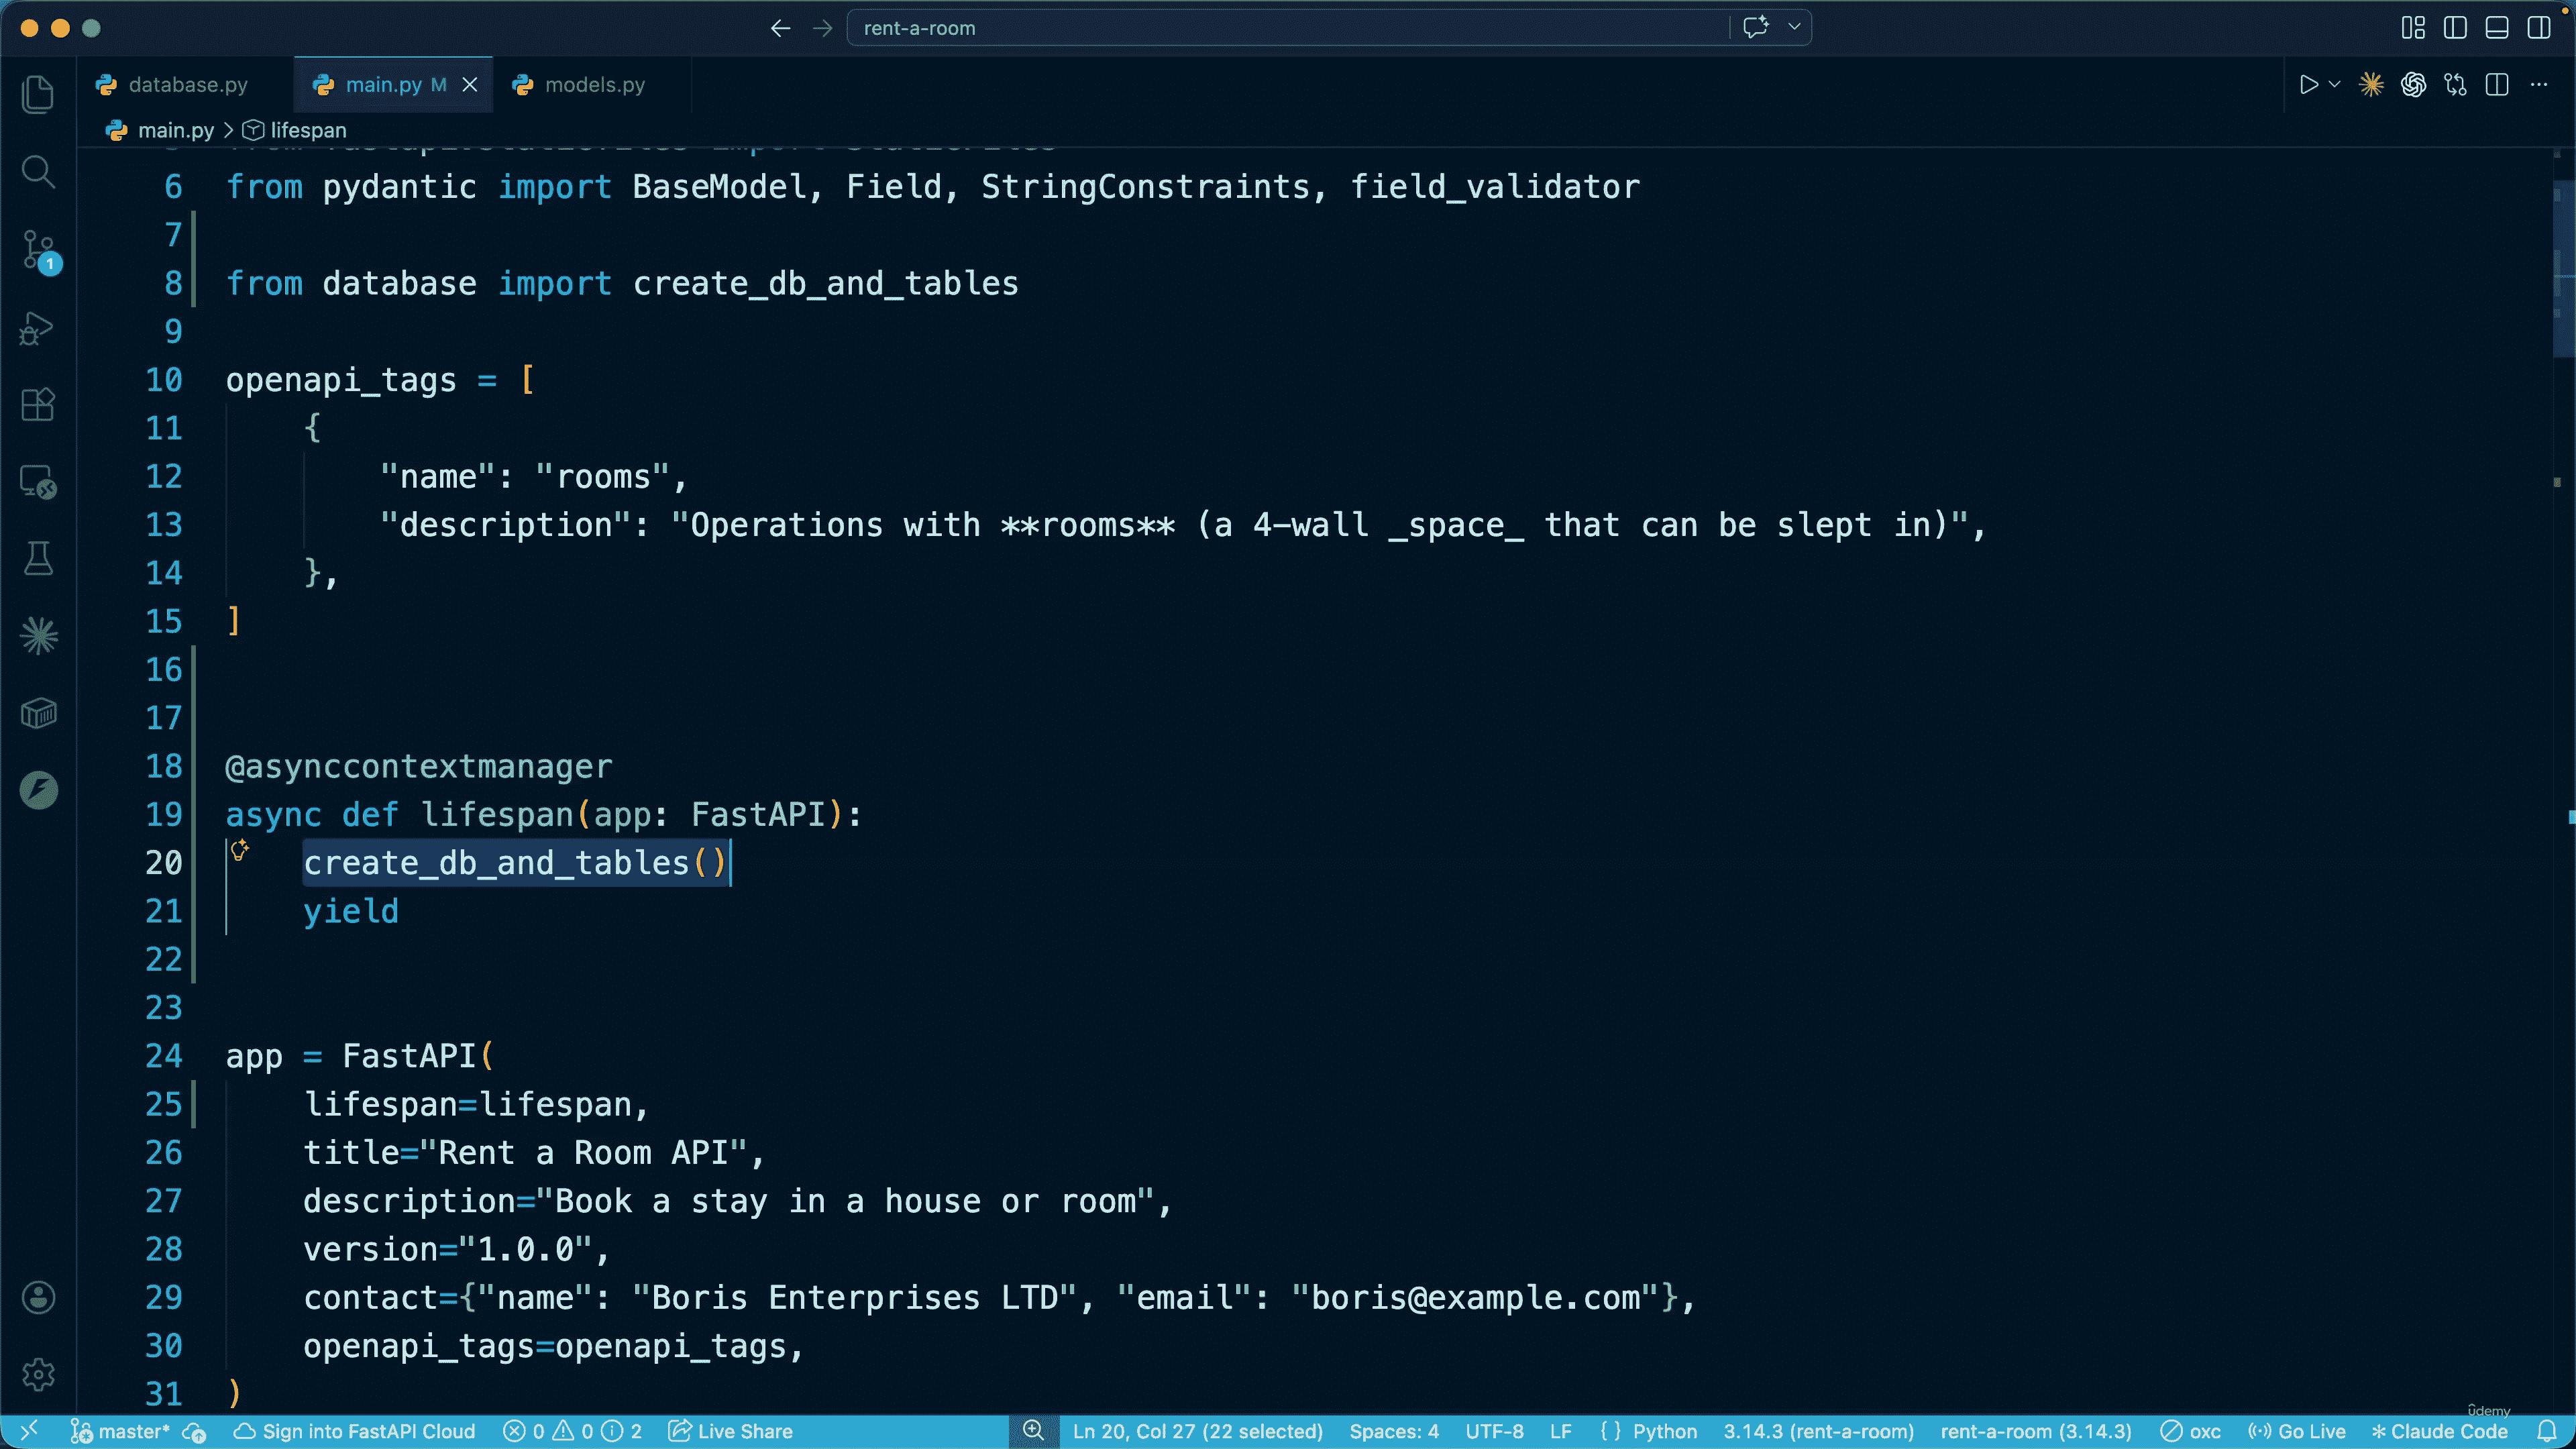 rent-a-room
database.py
main.py M
models.py
main.py > lifespan
6 from pydantic import BaseModel, Field, StringConstraints, field_validator
7
8 from database import create_db_and_tables
9
10 openapi_tags = [
11 {
12 "name": "rooms",
13 "description": "Operations with **rooms** (a 4-wall _space_ that can be slept in)",
14 },
15 ]
16
17
18 @asynccontextmanager
19 async def lifespan(app: FastAPI):
20 create_db_and_tables()
21 yield
22
23
24 app = FastAPI(
25 lifespan=lifespan,
26 title="Rent a Room API",
27 description="Book a stay in a house or room",
28 version="1.0.0",
29 contact={"name": "Boris Enterprises LTD", "email": "boris@example.com"},
30 openapi_tags=openapi_tags,
31 )
1
ûdemy
master* Sign into FastAPI Cloud 0 0 2 Live Share Ln 20, Col 27 (22 selected) Spaces: 4 UTF-8 LF { } Python 3.14.3 (rent-a-room) rent-a-room (3.14.3) oxc Go Live Claude Code